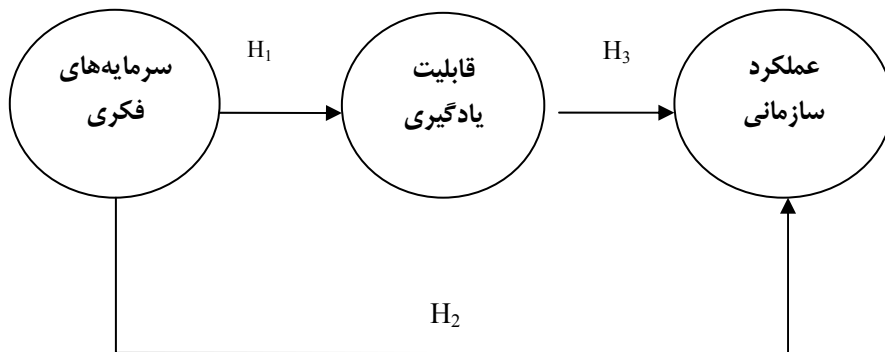 سرمایه‌های
فکری
H₁
قابلیت
یادگیری
H₃
عملکرد
سازمانی
H₂